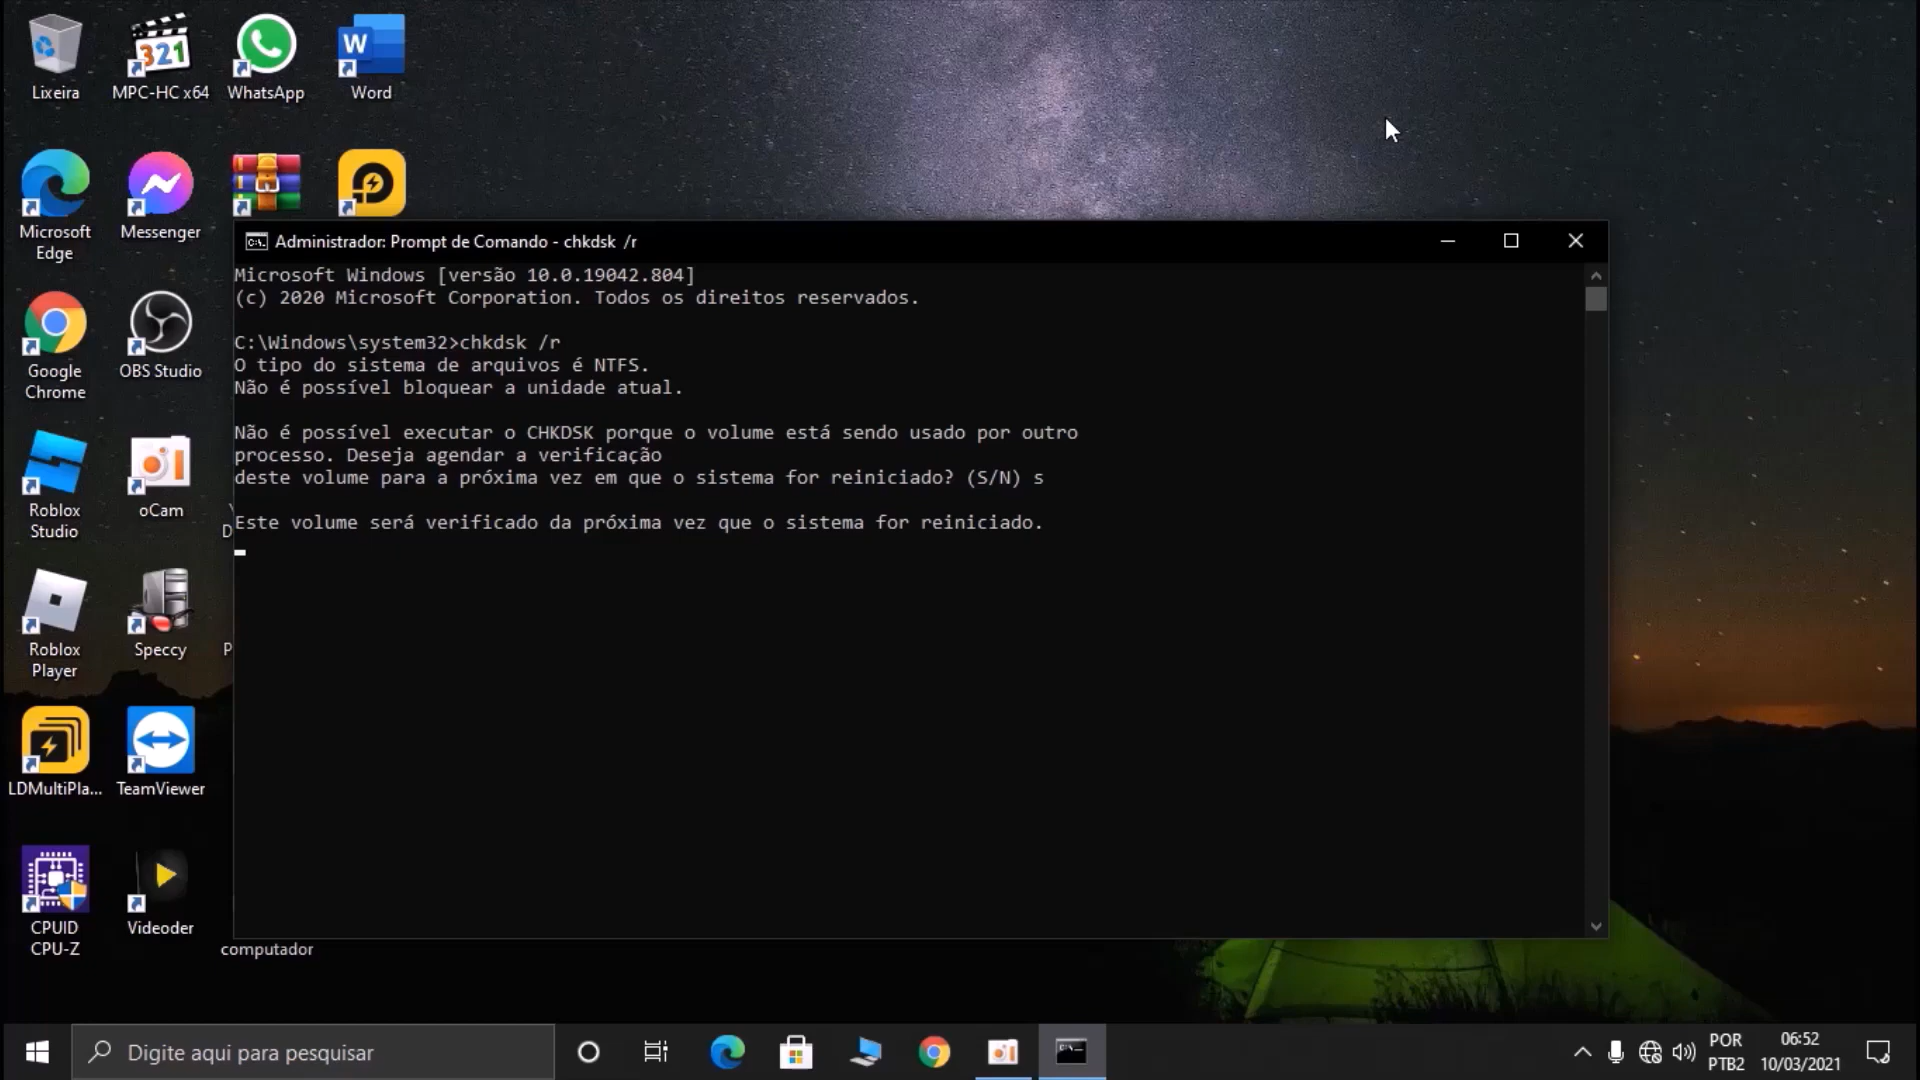 Lixeira
MPC-HC x64
321
WhatsApp
W
Word
Microsoft
Edge
Messenger
Google
Chrome
OBS Studio
Roblox
Studio
oCam
D
Roblox
Player
Speccy
P
LDMultiPla...
TeamViewer
CPUID
CPU-Z
Videoder
computador
Administrador: Prompt de Comando - chkdsk /r
Microsoft Windows [versão 10.0.19042.804]
(c) 2020 Microsoft Corporation. Todos os direitos reservados.
C:\Windows\system32>chkdsk /r
O tipo do sistema de arquivos é NTFS.
Não é possível bloquear a unidade atual.
Não é possível executar o CHKDSK porque o volume está sendo usado por outro
processo. Deseja agendar a verificação
deste volume para a próxima vez em que o sistema for reiniciado? (S/N) s
Este volume será verificado da próxima vez que o sistema for reiniciado.
Digite aqui para pesquisar
POR
PTB2
06:52
10/03/2021